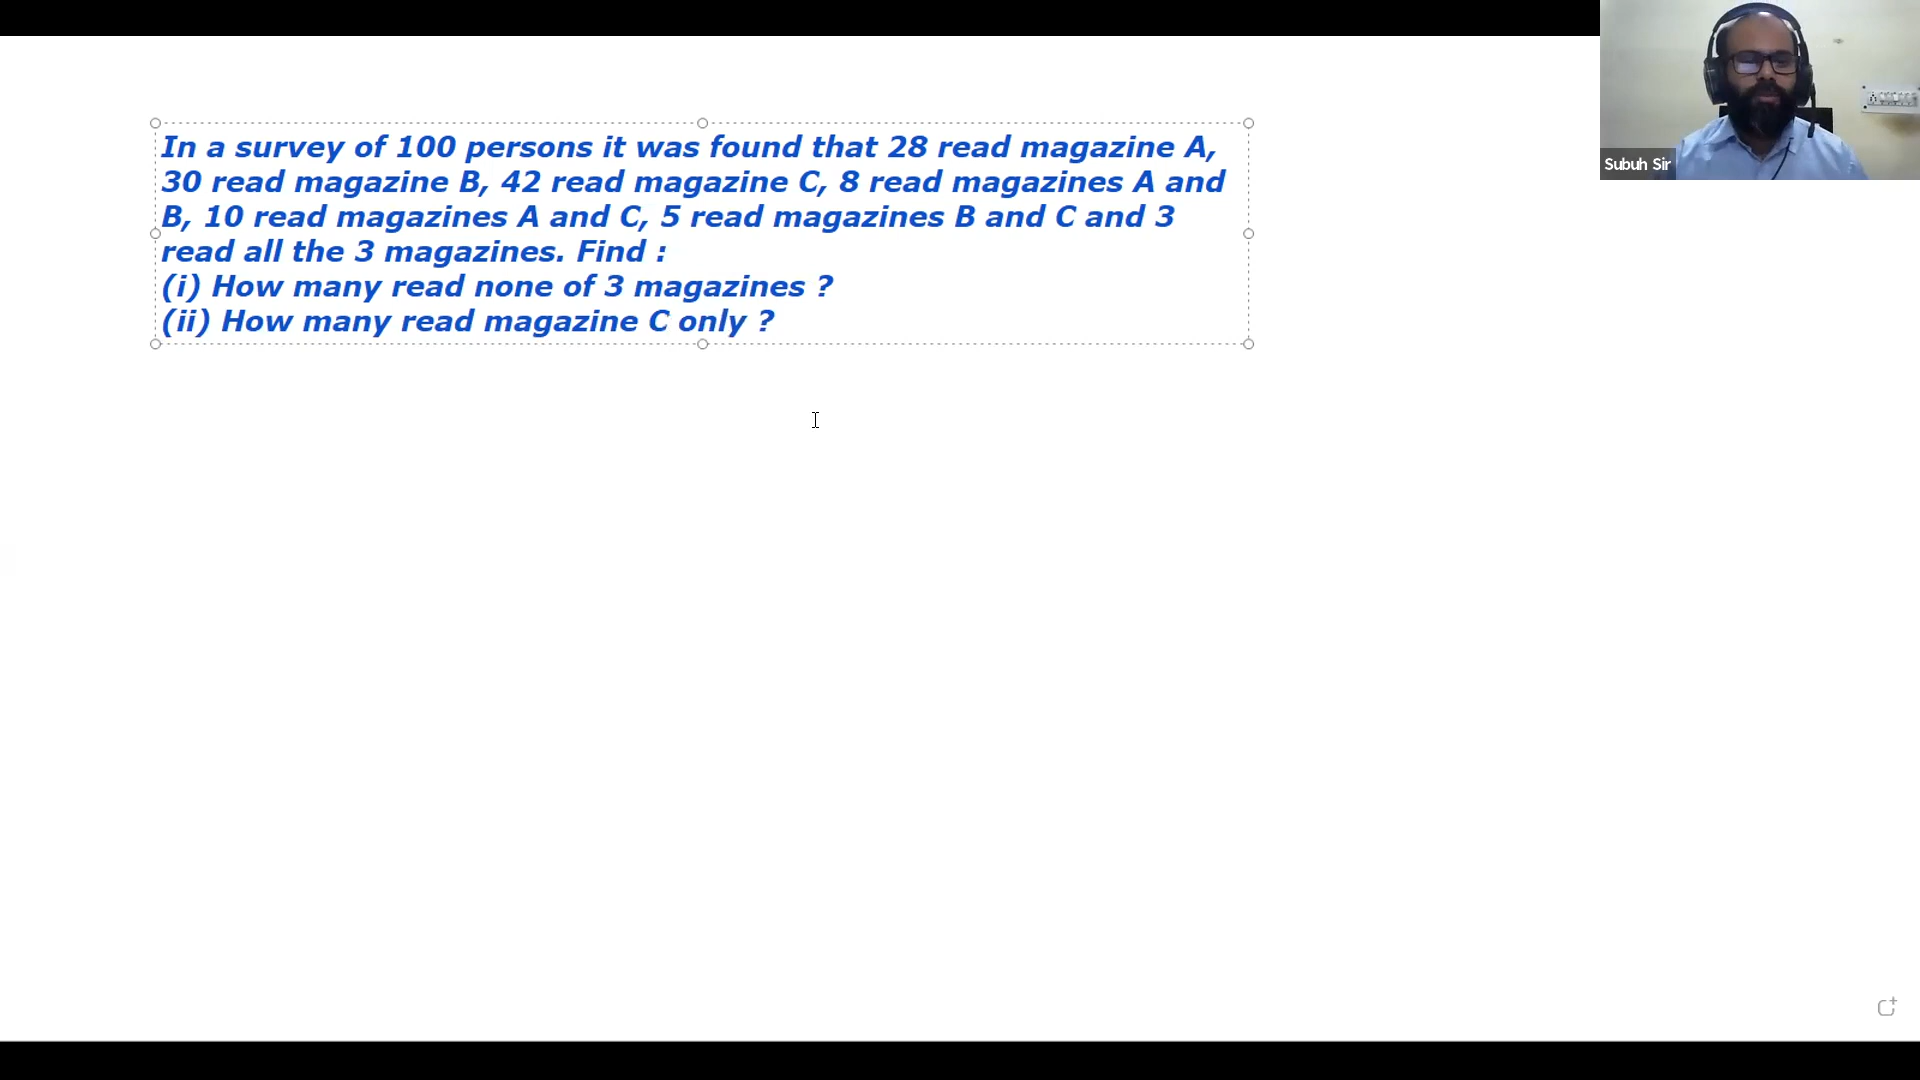 In a survey of 100 persons it was found that 28 read magazine A,
30 read magazine B, 42 read magazine C, 8 read magazines A and
B, 10 read magazines A and C, 5 read magazines B and C and 3
read all the 3 magazines. Find :
(i) How many read none of 3 magazines ?
(ii) How many read magazine C only ?
Subuh Sir